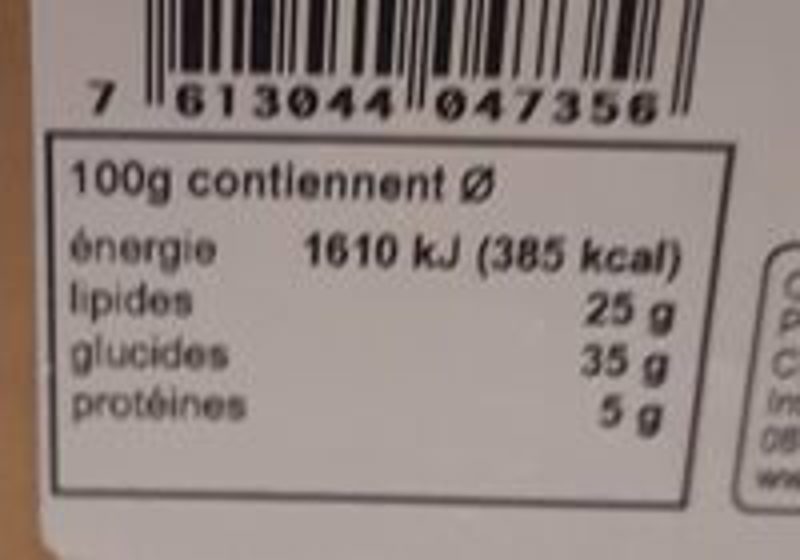 7 613044 047356
100g contiennent Ø
énergie 1610 kJ (385 kcal)
lipides 25 g
glucides 35 g
protéines 5 g